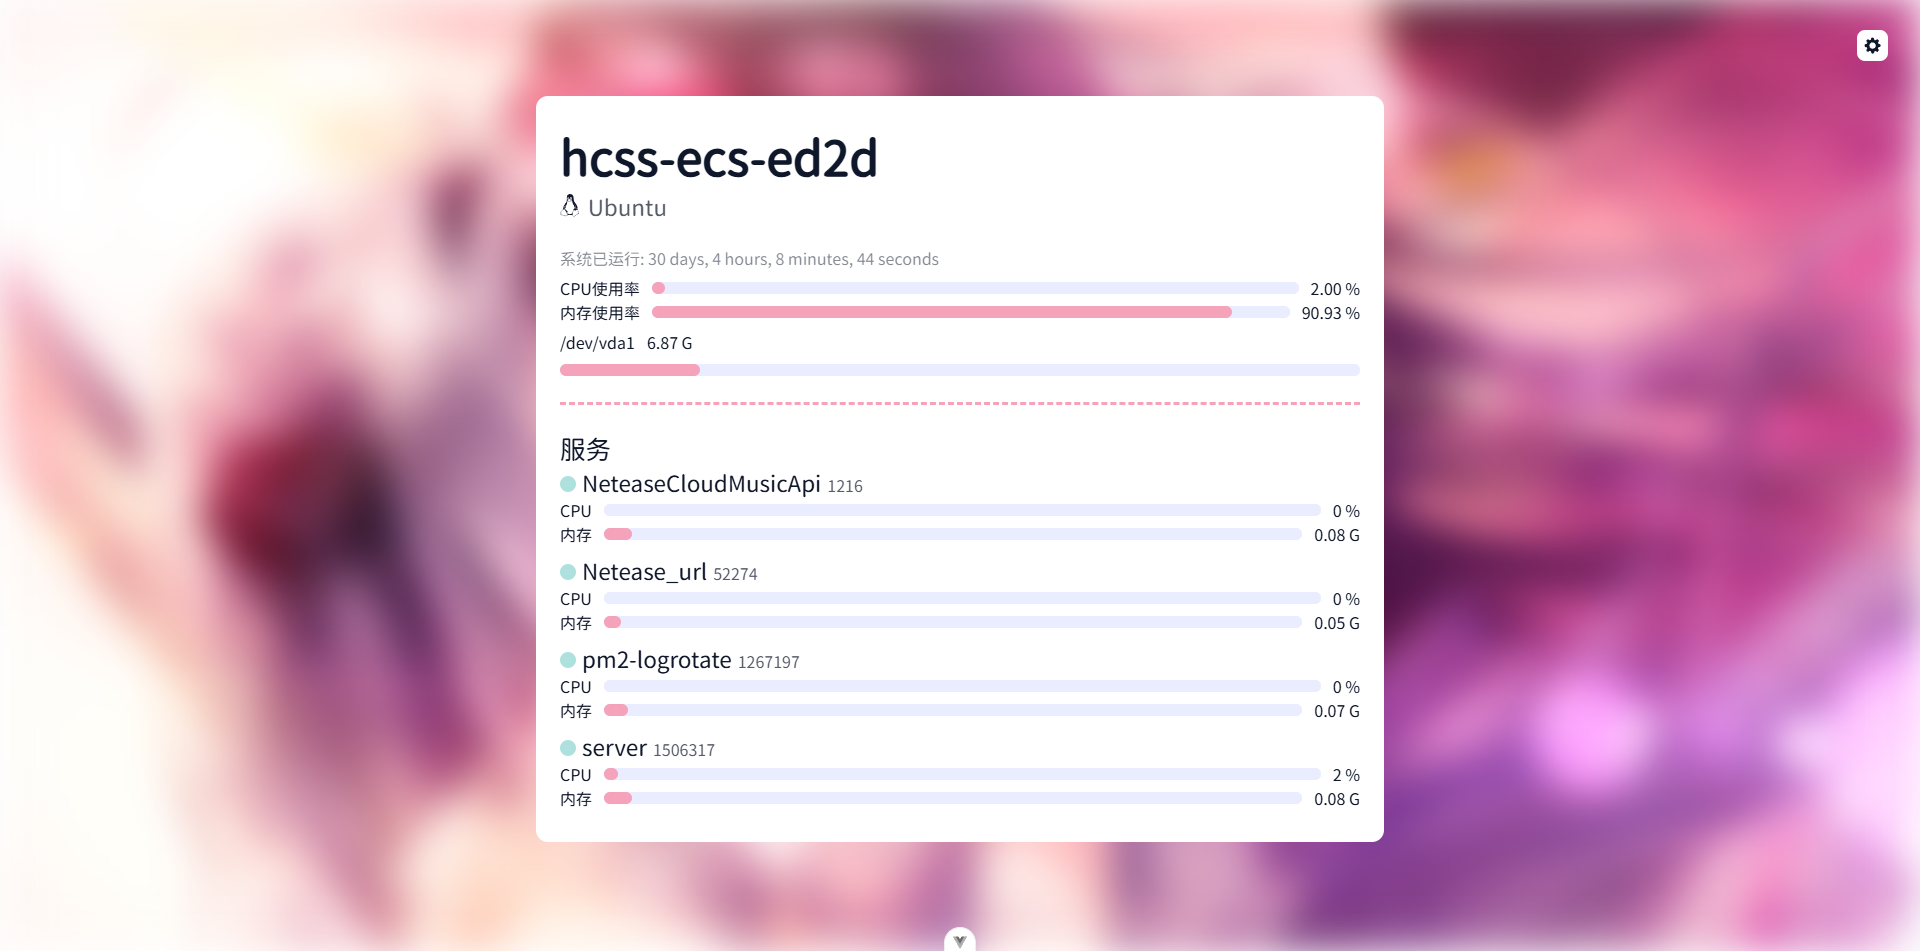 hcss-ecs-ed2d
Ubuntu
系统已运行: 30 days, 4 hours, 8 minutes, 44 seconds
CPU使用率 2.00 %
内存使用率 90.93 %
/dev/vda1 6.87 G
服务
NeteaseCloudMusicApi 1216
CPU 0 %
内存 0.08 G
Netease_url 52274
CPU 0 %
内存 0.05 G
pm2-logrotate 1267197
CPU 0 %
内存 0.07 G
server 1506317
CPU 2 %
内存 0.08 G